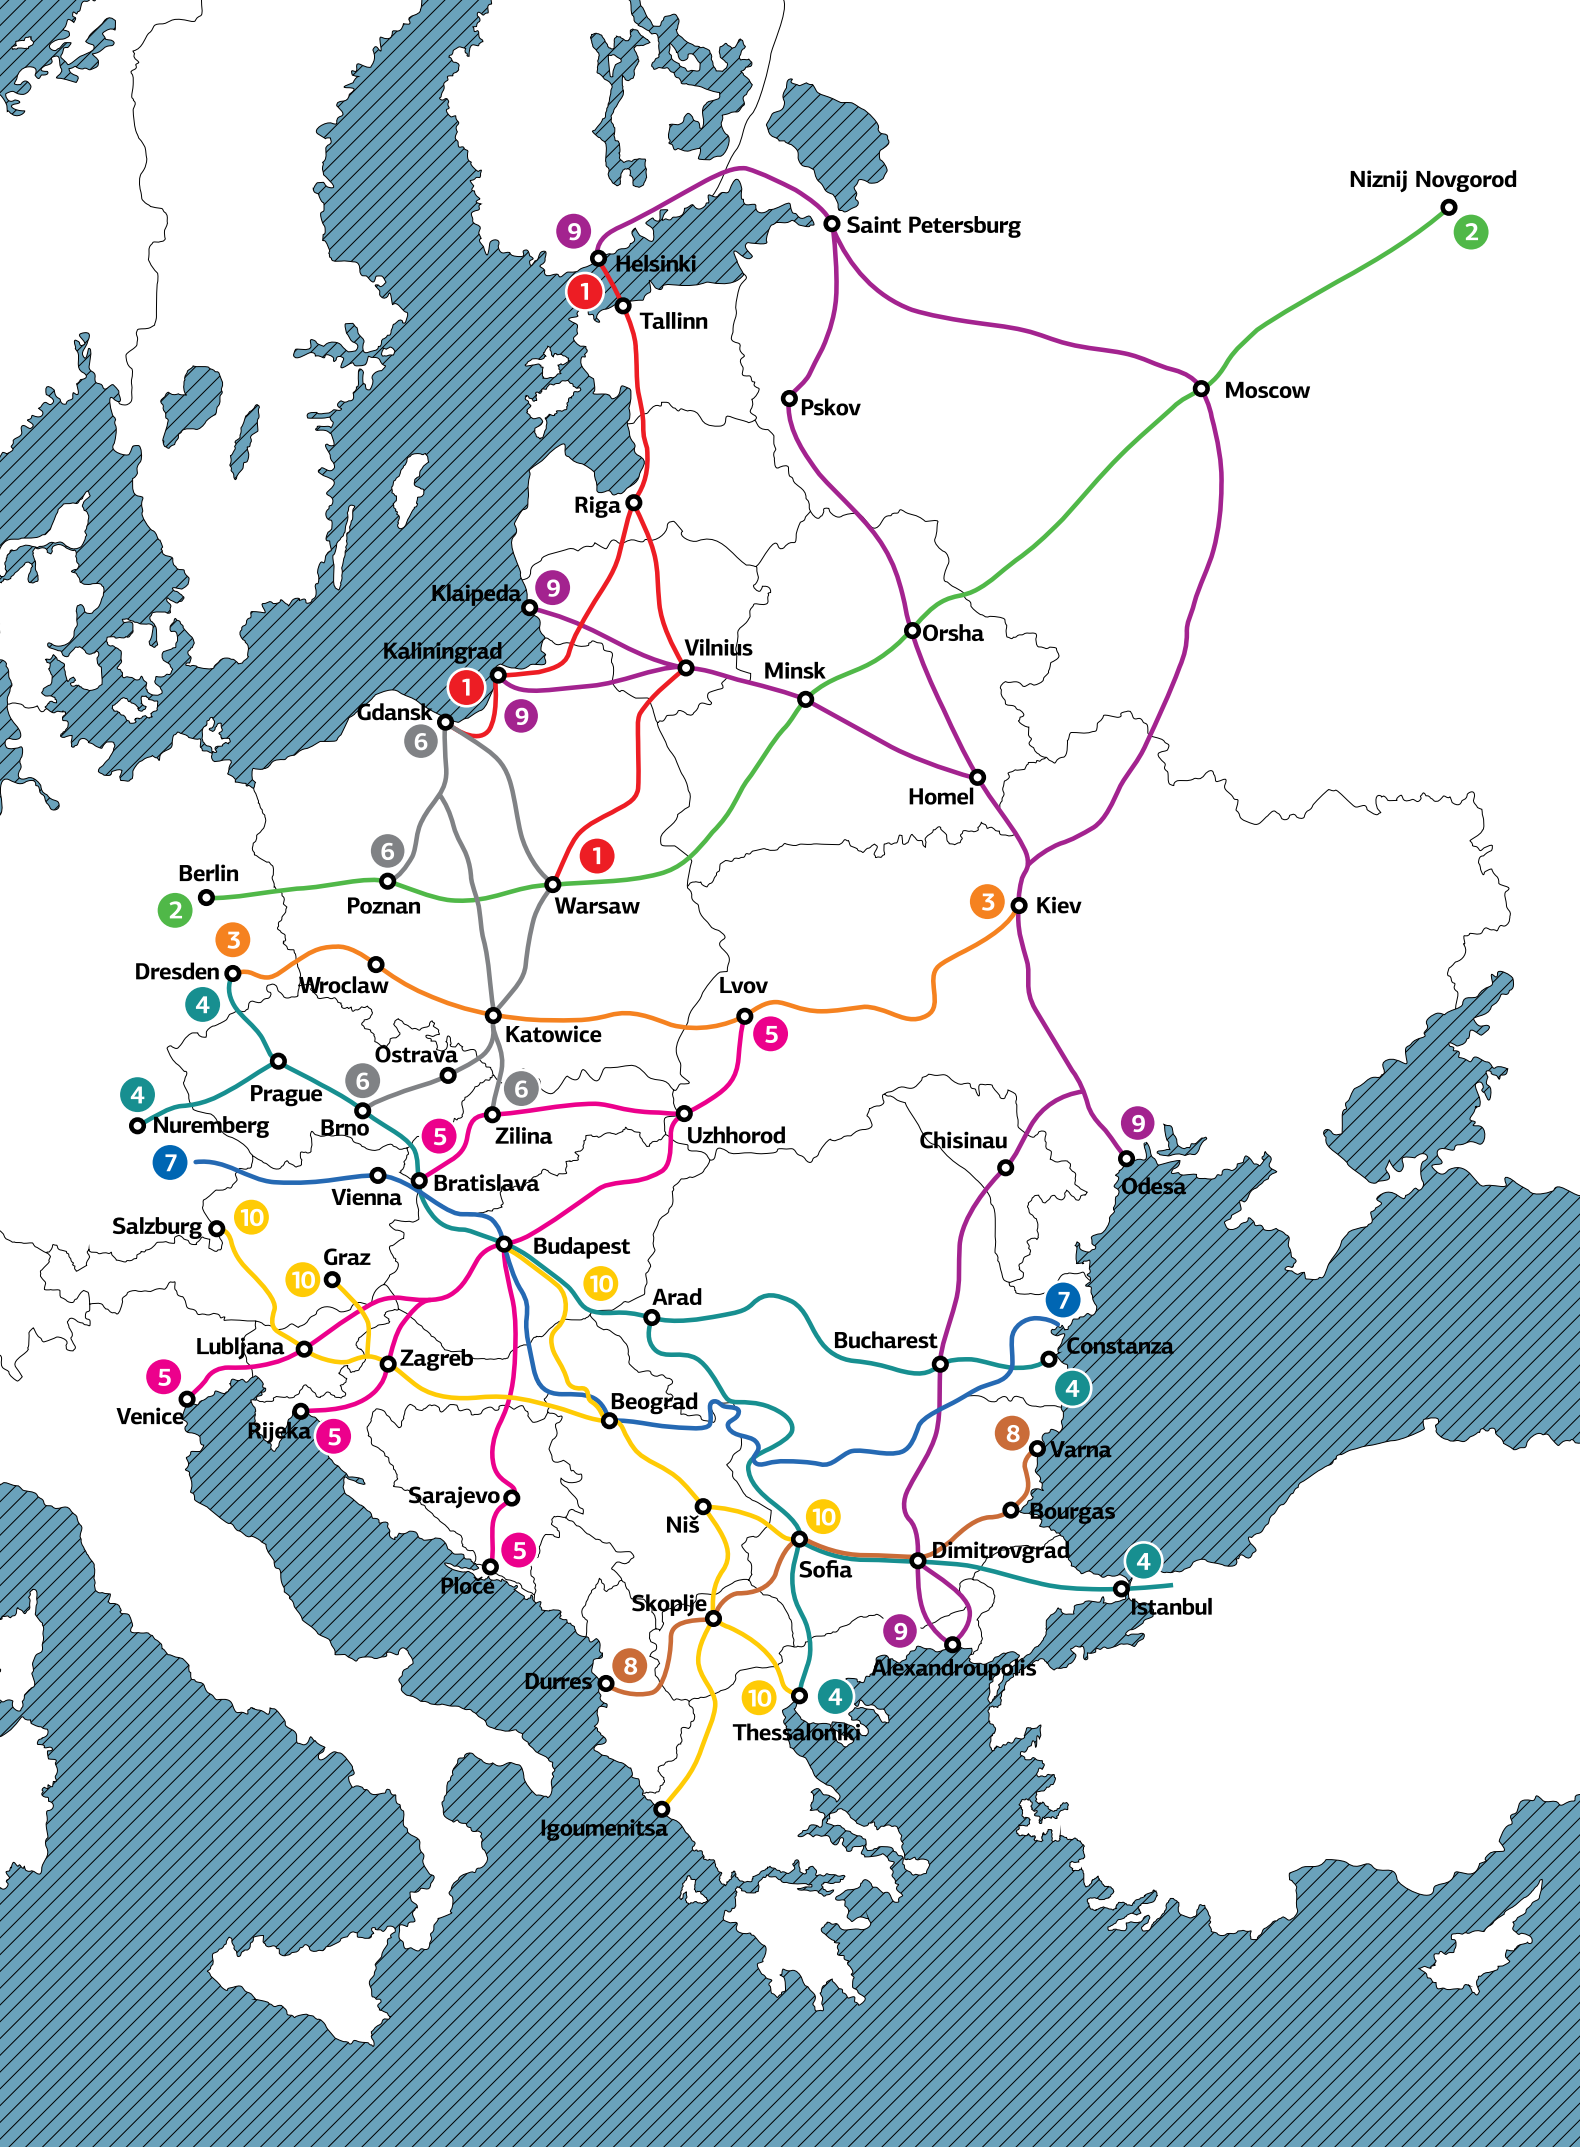 Niznij Novgorod
2
Saint Petersburg
9
Helsinki
1
Tallinn
Moscow
Pskov
Riga
Klaipeda
9
Orsha
Kaliningrad
Vilnius
Minsk
1
Gdansk
9
6
Homel
6
1
Berlin
2
Poznan
Warsaw
3
Kiev
3
Dresden
Wroclaw
Lvov
4
Katowice
5
Ostrava
6
6
Prague
4
Nuremberg
Brno
5
Zilina
Uzhhorod
9
Chisinau
7
Vienna
Bratislava
Odesa
Salzburg
10
Budapest
Graz
10
10
Arad
7
Lubljana
Zagreb
Bucharest
Constanza
5
4
Venice
Beograd
Rijeka
5
8
Varna
Sarajevo
Niš
10
Bourgas
5
Ploče
Sofia
Dimitrovgrad
4
Skoplje
Istanbul
9
Durres
8
Alexandroupolis
10
4
Thessaloniki
Igoumenitsa